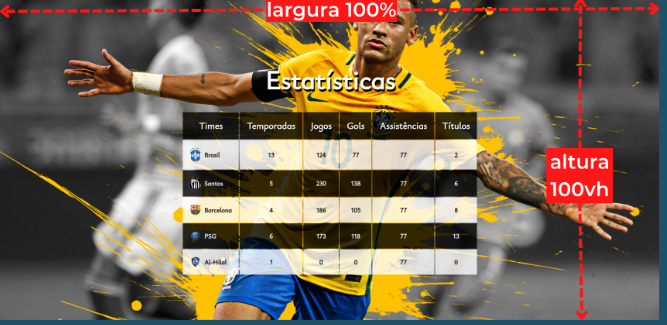 largura 100%
Estatísticas
Times Temporadas Jogos Gols Assistências Títulos
Brasil 13 124 77 77 2
Santos 5 230 138 77 6
Barcelona 4 186 105 77 8
PSG 6 173 118 77 13
Al-Hilal 1 0 0 77 0
altura
100vh